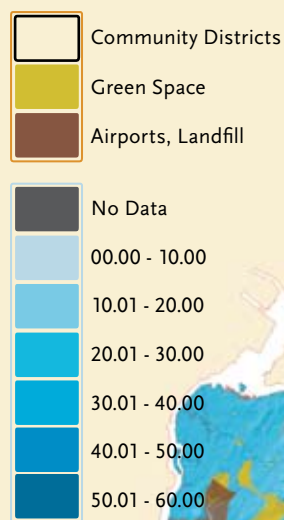 Community Districts
Green Space
Airports, Landfill
No Data
00.00 - 10.00
10.01 - 20.00
20.01 - 30.00
30.01 - 40.00
40.01 - 50.00
50.01 - 60.00